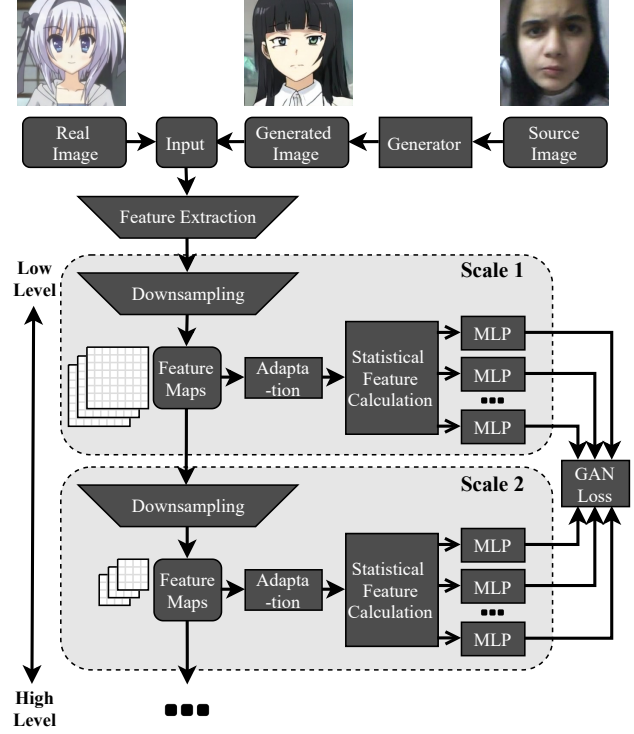 Real
Image
Input
Generated
Image
Generator
Source
Image
Feature Extraction
Low
Level
Scale 1
Downsampling
Feature
Maps
Adapta
-tion
Statistical
Feature
Calculation
MLP
MLP
MLP
GAN
Loss
Scale 2
Downsampling
Feature
Maps
Adapta
-tion
Statistical
Feature
Calculation
MLP
MLP
MLP
High
Level